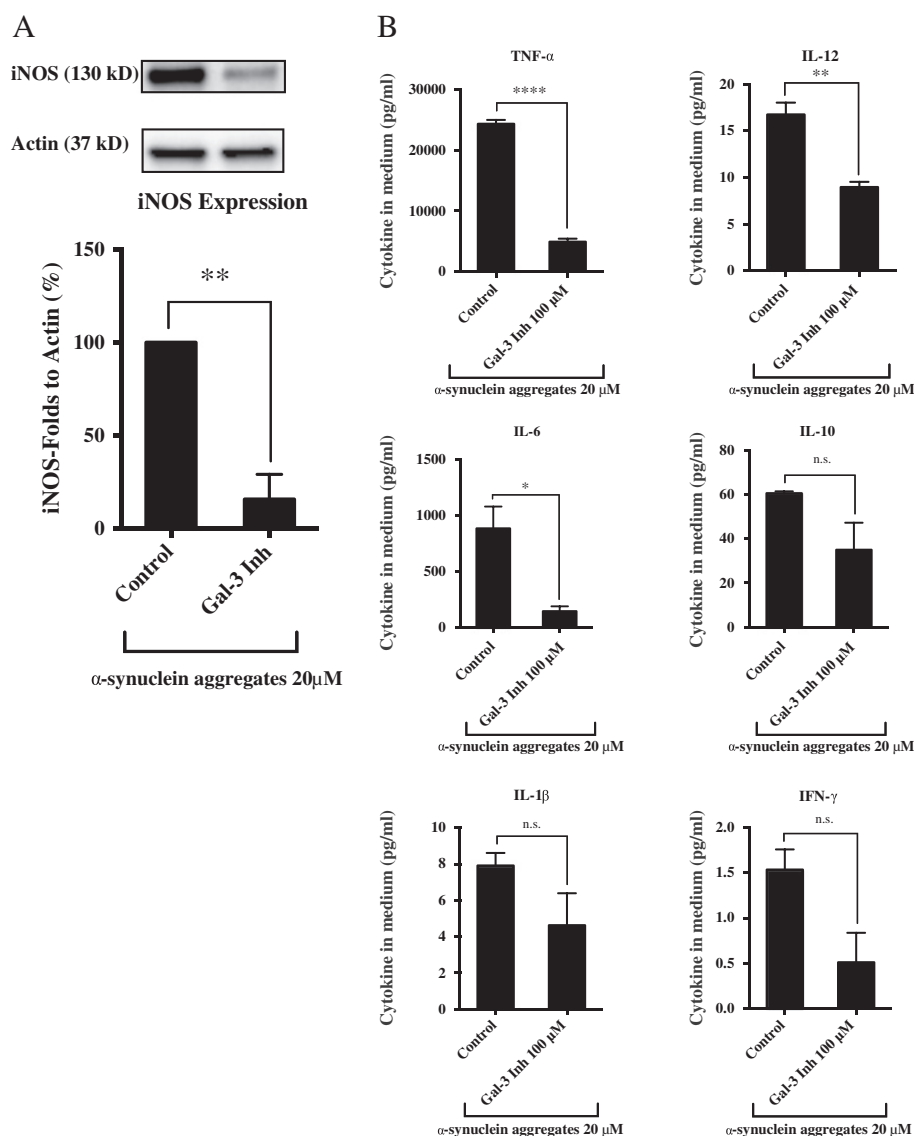 A
iNOS (130 kD)
Actin (37 kD)
iNOS Expression
iNOS-Folds to Actin (%)
150
100
50
0
**
Control
Gal-3 Inh
α-synuclein aggregates 20μM
B
TNF-α
Cytokine in medium (pg/ml)
30000
20000
10000
0
****
Control
Gal-3 Inh 100 μM
α-synuclein aggregates 20 μM
IL-12
Cytokine in medium (pg/ml)
20
15
10
5
0
**
Control
Gal-3 Inh 100 μM
α-synuclein aggregates 20 μM
IL-6
Cytokine in medium (pg/ml)
1500
1000
500
0
*
Control
Gal-3 Inh 100 μM
α-synuclein aggregates 20 μM
IL-10
Cytokine in medium (pg/ml)
80
60
40
20
0
n.s.
Control
Gal-3 Inh 100 μM
α-synuclein aggregates 20 μM
IL-1β
Cytokine in medium (pg/ml)
10
8
6
4
2
0
n.s.
Control
Gal-3 Inh 100 μM
α-synuclein aggregates 20 μM
IFN-γ
Cytokine in medium (pg/ml)
2.0
1.5
1.0
0.5
0.0
n.s.
Control
Gal-3 Inh 100 μM
α-synuclein aggregates 20 μM